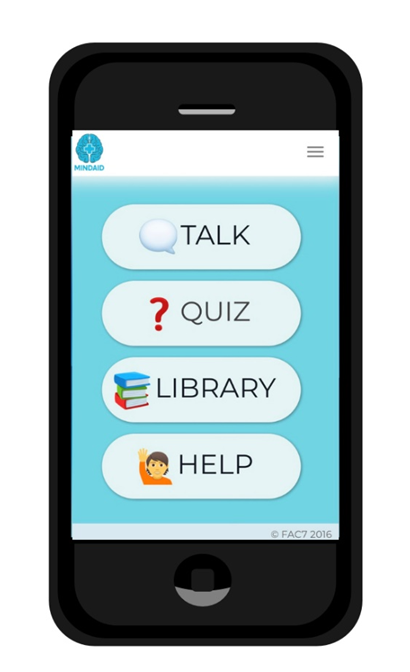 MiNDAID
TALK
QUIZ
LIBRARY
HELP
© FAC7 2016